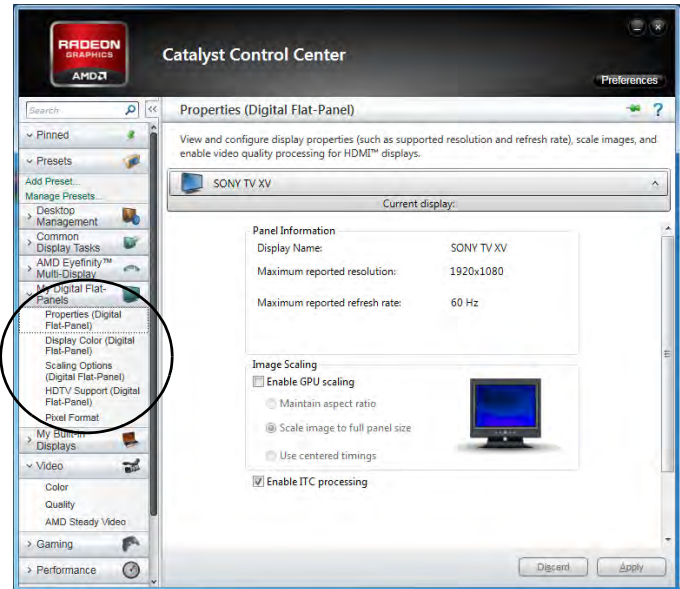 RADEON
GRAPHICS
AMD
Catalyst Control Center
Preferences
Search
<<
Properties (Digital Flat-Panel)
?
Pinned
Presets
Add Preset...
Manage Presets...
Desktop
Management
Common
Display Tasks
AMD Eyefinity™
Multi-Display
My Digital Flat-
Panels
Properties (Digital
Flat-Panel)
Display Color (Digital
Flat-Panel)
Scaling Options
(Digital Flat-Panel)
HDTV Support (Digital
Flat-Panel)
Pixel Format
My Built-in
Displays
Video
Color
Quality
AMD Steady Video
Gaming
Performance
View and configure display properties (such as supported resolution and refresh rate), scale images, and
enable video quality processing for HDMI™ displays.
SONY TV XV
Current display:
Panel Information
Display Name: SONY TV XV
Maximum reported resolution: 1920x1080
Maximum reported refresh rate: 60 Hz
Image Scaling
Enable GPU scaling
Maintain aspect ratio
Scale image to full panel size
Use centered timings
Enable ITC processing
Discard
Apply